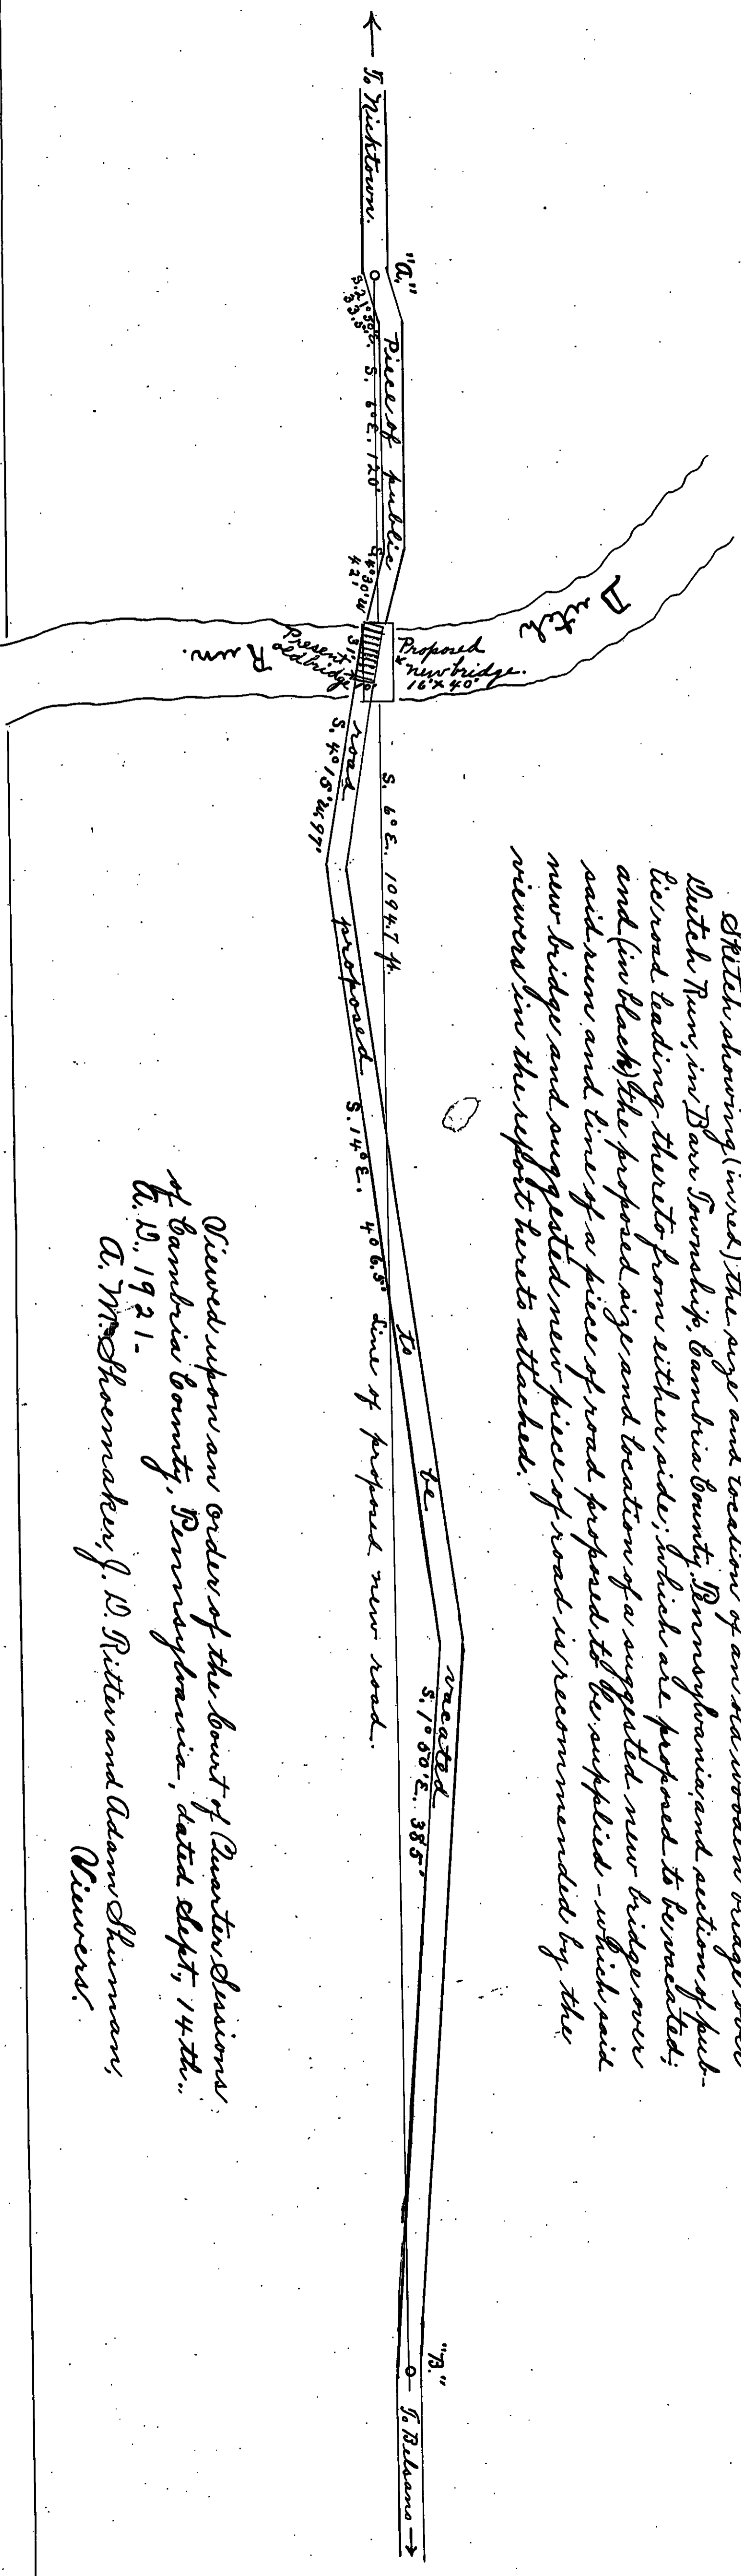 Sketch showing (in red) the size and location of an old wooden bridge over
Dutch Run, in Barr Township, Cambria County, Pennsylvania, and section of pub-
lic road leading thereto from either side; which are proposed to be vacated;
and (in black) the proposed size and location of a suggested new bridge over
said run and line of a piece of road proposed to be supplied - which said
new bridge and suggested new piece of road is recommended by the
viewers in the report hereto attached.
← To Nicktown.
"A."
S. 21° 30' E.
33.5'
Piece of public
S. 6° E. 120'
S. 4° 30' W.
42'
Dutch
Run.
Proposed
new bridge.
16' x 40'
Present
old bridge
road
S. 4° 15' W. 97'
S. 6° E. 1094.7 ft.
proposed
S. 14° E. 406.5'
Line of proposed new road.
to
be
vacated
S. 1° 50' E. 385'
"B."
To Belsano →
Viewed upon an order of the Court of Quarter Sessions
of Cambria County, Pennsylvania, dated Sept. 14th.
A. D. 1921-
A. M. Shoemaker, J. D. Ritter and Adam Shuman,
Viewers.